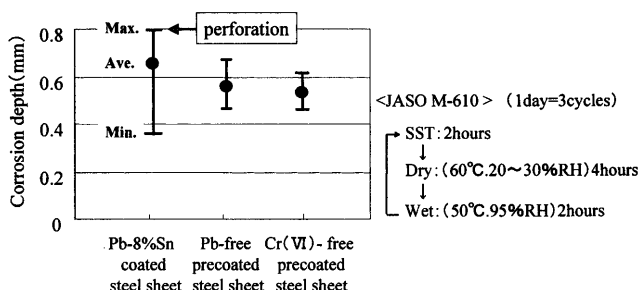 Corrosion depth(mm)
0.8
0.6
0.4
0.2
0
Max.
Ave.
Min.
perforation
Pb-8%Sn
coated
steel sheet
Pb-free
precoated
steel sheet
Cr(Ⅵ)- free
precoated
steel sheet
<JASO M-610 > (1day=3cycles)
SST : 2hours
Dry : (60℃.20～30%RH)4hours
Wet : (50℃.95%RH)2hours